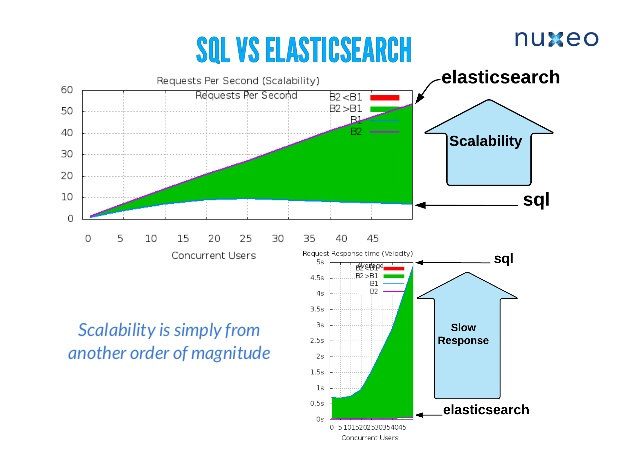 SQL VS ELASTICSEARCH
nuxeo
Requests Per Second (Scalability)
Requests Per Second
B2<B1
B2>B1
B1
B2
60
50
40
30
20
10
0
0 5 10 15 20 25 30 35 40 45
Concurrent Users
elasticsearch
Scalability
sql
Request Response time (Velocity)
B2>B1
B1
B2
5s
4.5s
4s
3.5s
3s
2.5s
2s
1.5s
1s
0.5s
0s
0 5 1015202530354045
Concurrent Users
sql
Slow
Response
elasticsearch
Scalability is simply from
another order of magnitude